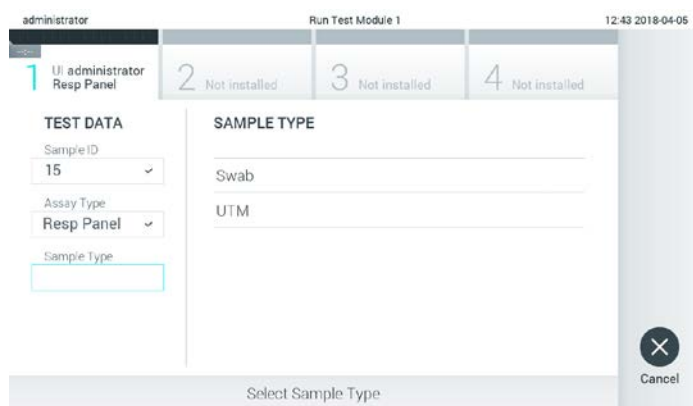 administrator Run Test Module 1 12:43 2018-04-05
--:--
1 UI administrator
Resp Panel
2 Not installed
3 Not installed
4 Not installed
TEST DATA
Sample ID
15
Assay Type
Resp Panel
Sample Type
SAMPLE TYPE
Swab
UTM
Cancel
Select Sample Type